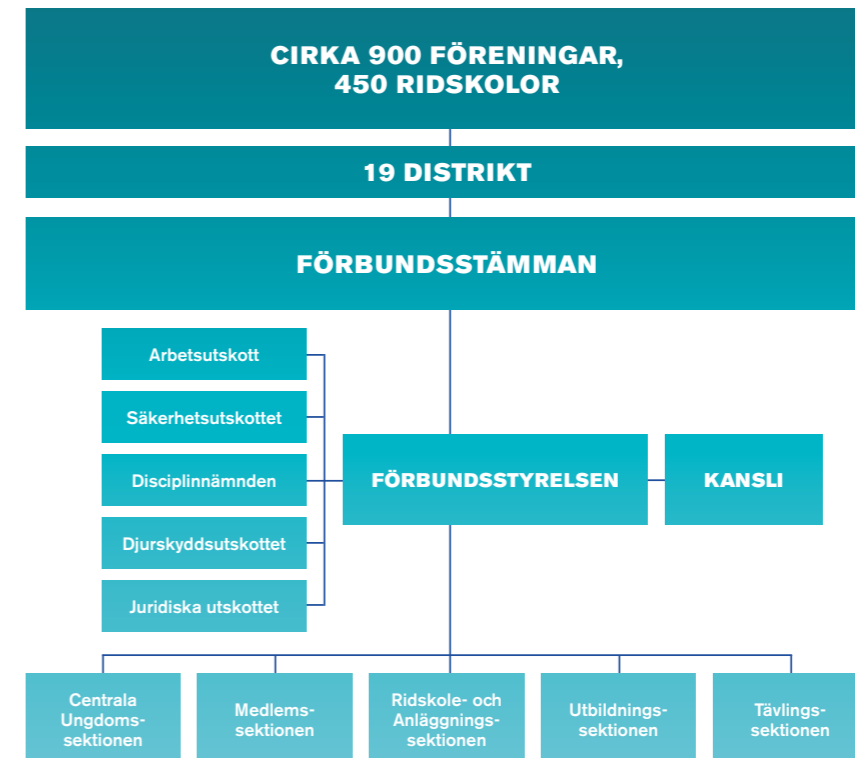 CIRKA 900 FÖRENINGAR,
450 RIDSKOLOR
19 DISTRIKT
FÖRBUNDSSTÄMMAN
Arbetsutskott
Säkerhetsutskottet
Disciplinnämnden
Djurskyddsutskottet
Juridiska utskottet
FÖRBUNDSSTYRELSEN
KANSLI
Centrala
Ungdoms-
sektionen
Medlems-
sektionen
Ridskole- och
Anläggnings-
sektionen
Utbildnings-
sektionen
Tävlings-
sektionen